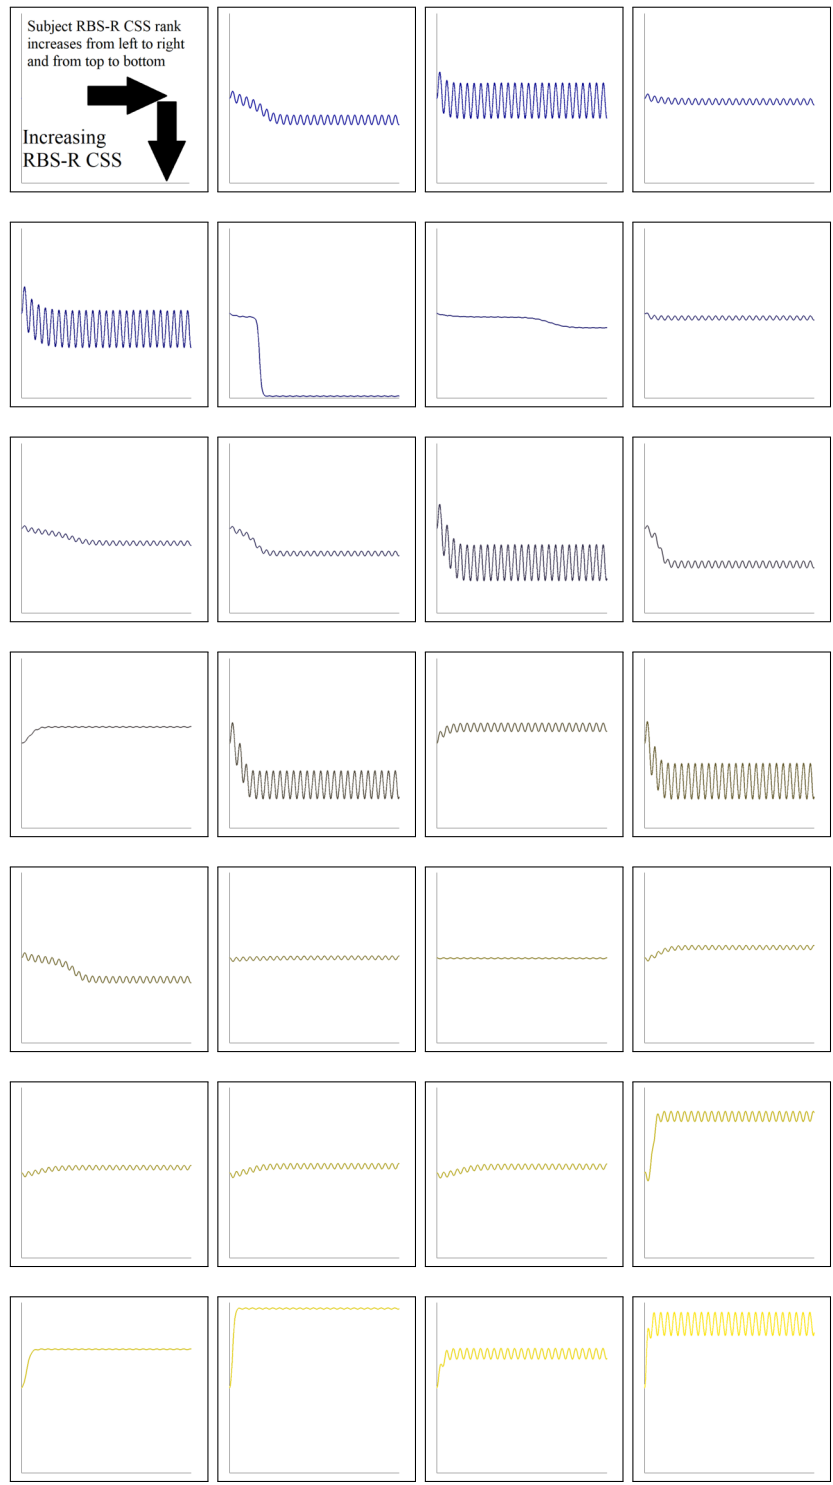 Subject RBS-R CSS rank
increases from left to right
and from top to bottom
Increasing
RBS-R CSS